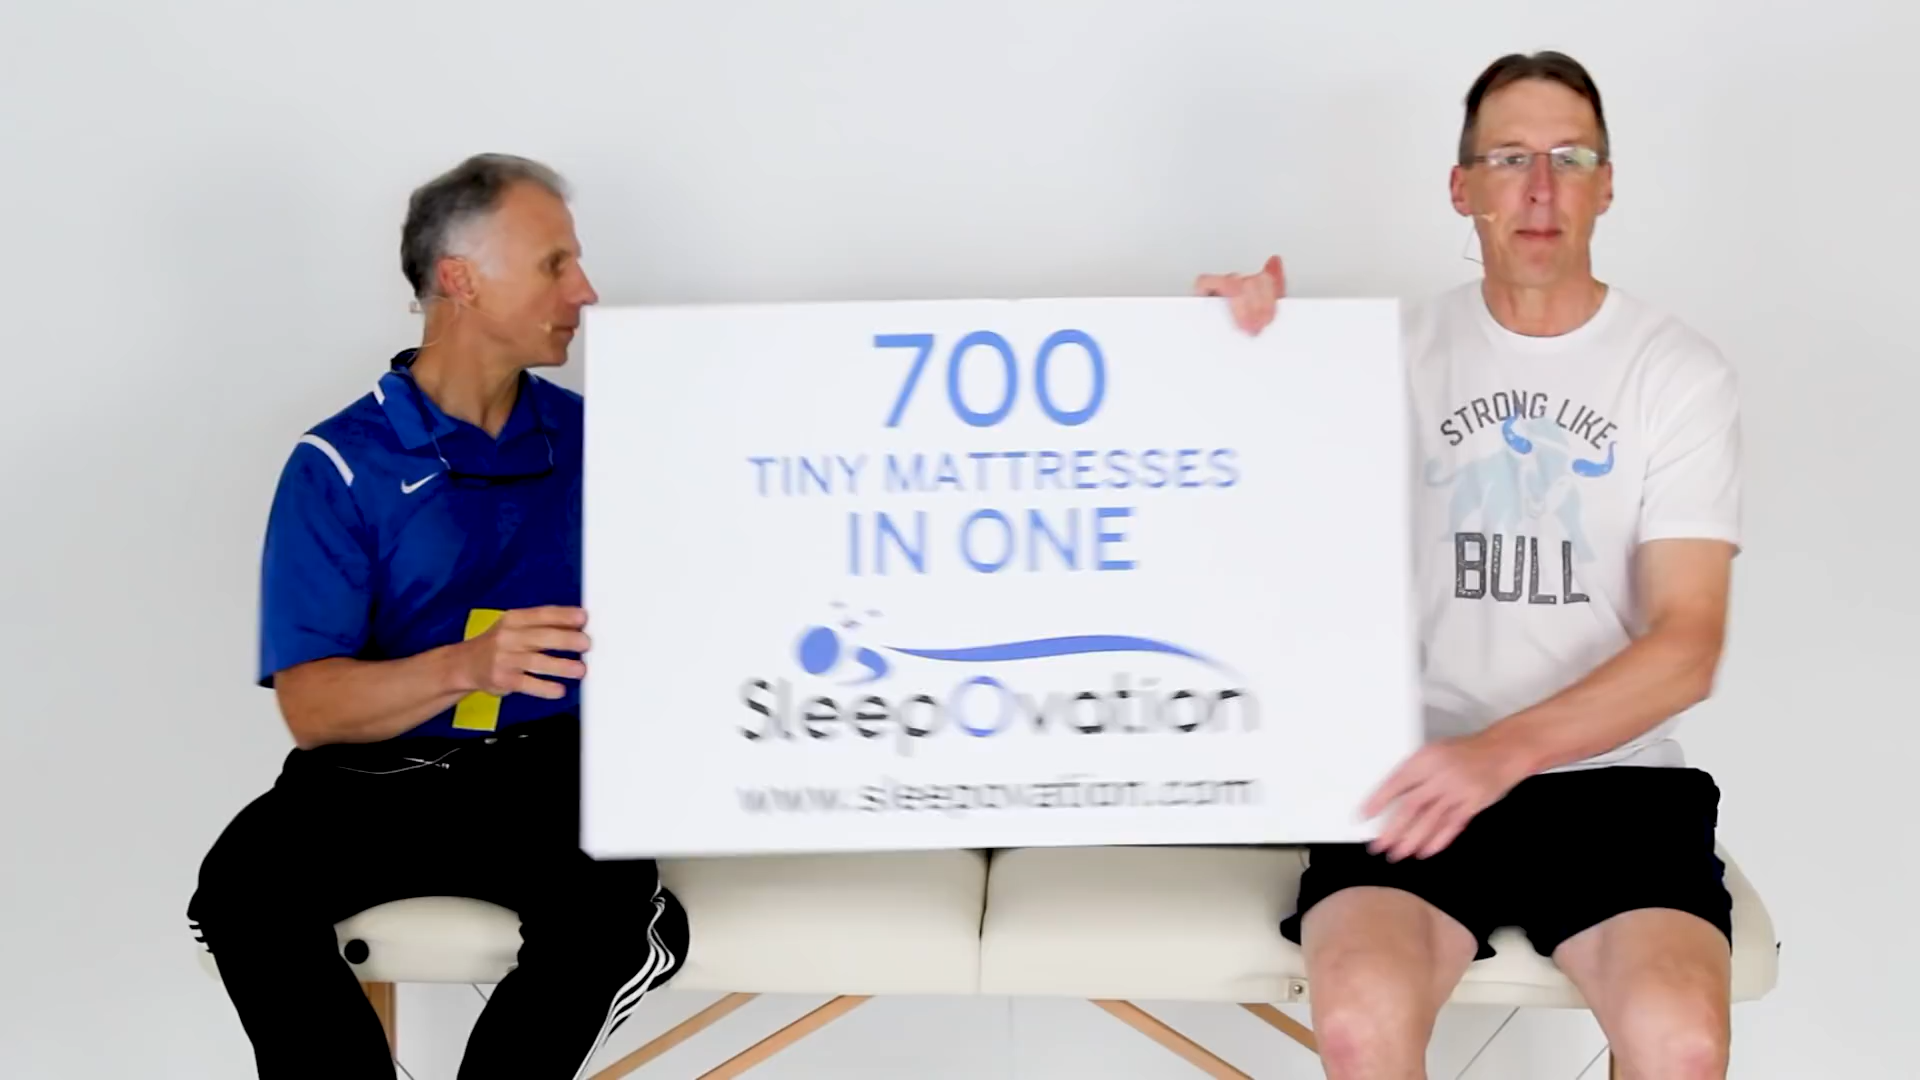 700
TINY MATTRESSES
IN ONE
SleepOvation
www.sleepovation.com
STRONG LIKE
BULL